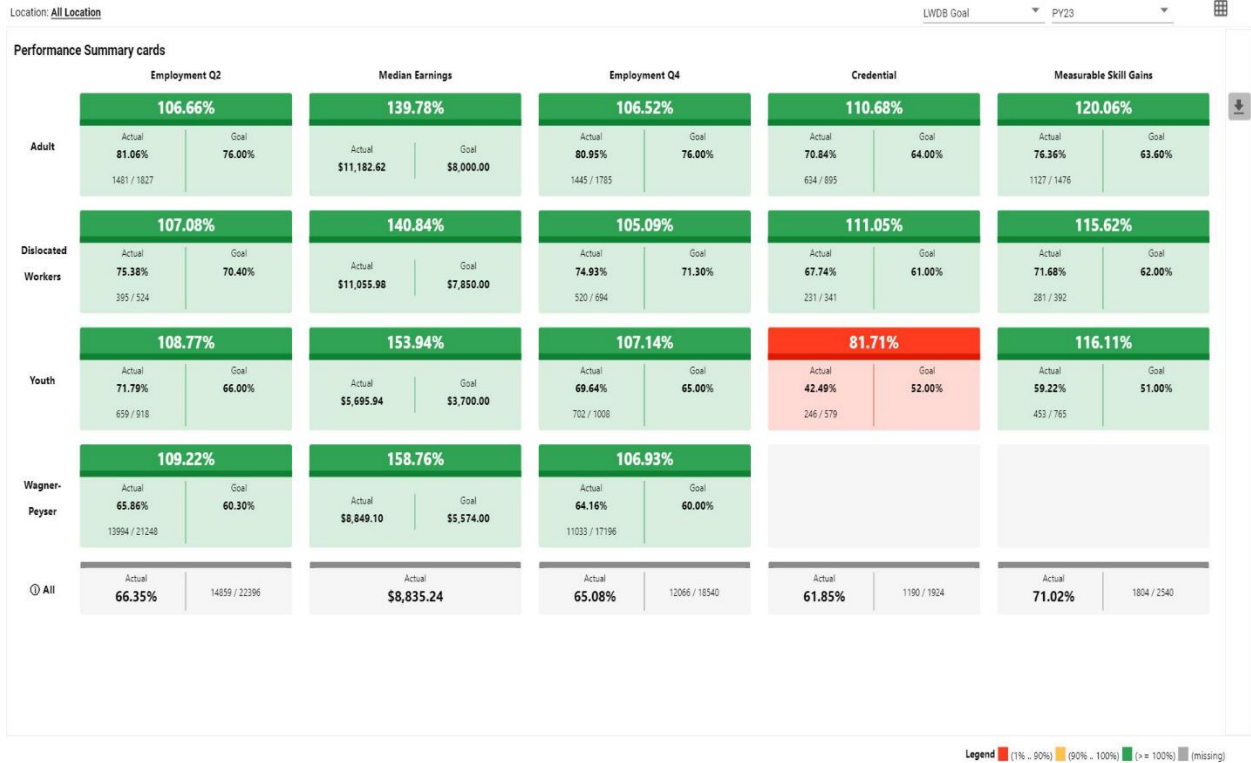 Location: All Location
LWDB Goal PY23
Performance Summary cards
Employment Q2 Median Earnings Employment Q4 Credential Measurable Skill Gains
106.66% 139.78% 106.52% 110.68% 120.06%
Adult
Actual Goal Actual Goal Actual Goal Actual Goal Actual Goal
81.06% 76.00% $11,182.62 $8,000.00 80.95% 76.00% 70.84% 64.00% 76.36% 63.60%
1481 / 1827 1445 / 1785 634 / 895 1127 / 1476
107.08% 140.84% 105.09% 111.05% 115.62%
Dislocated
Workers
Actual Goal Actual Goal Actual Goal Actual Goal Actual Goal
75.38% 70.40% $11,055.98 $7,850.00 74.93% 71.30% 67.74% 61.00% 71.68% 62.00%
395 / 524 520 / 694 231 / 341 281 / 392
108.77% 153.94% 107.14% 81.71% 116.11%
Youth
Actual Goal Actual Goal Actual Goal Actual Goal Actual Goal
71.79% 66.00% $5,695.94 $3,700.00 69.64% 65.00% 42.49% 52.00% 59.22% 51.00%
659 / 918 702 / 1008 246 / 579 453 / 765
109.22% 158.76% 106.93%
Wagner-
Peyser
Actual Goal Actual Goal Actual Goal
65.86% 60.30% $8,849.10 $5,574.00 64.16% 60.00%
13994 / 21248 11033 / 17196
All
Actual Actual Actual Actual Actual
66.35% 14859 / 22396 $8,835.24 65.08% 12066 / 18540 61.85% 1190 / 1924 71.02% 1804 / 2540
Legend (1% .. 90%) (90% .. 100%) (>= 100%) (missing)